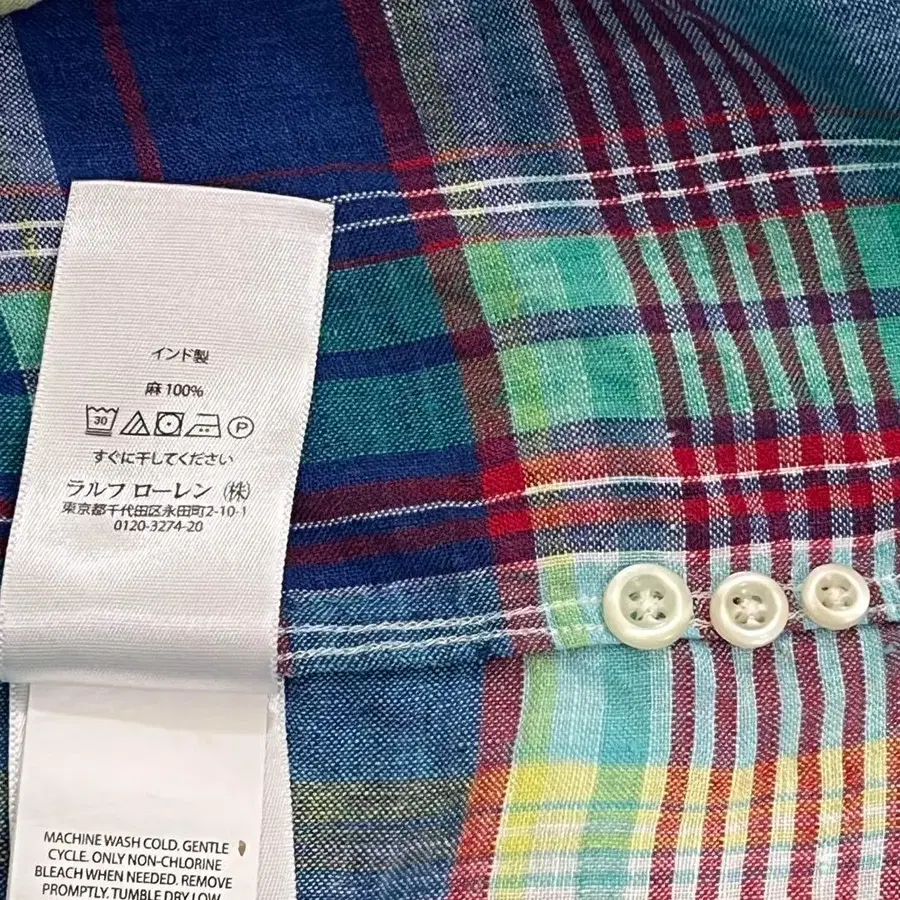 インド製
麻 100%
30 P
すぐに干してください
ラルフ ローレン (株)
東京都千代田区永田町2-10-1
0120-3274-20
MACHINE WASH COLD. GENTLE
CYCLE. ONLY NON-CHLORINE
BLEACH WHEN NEEDED. REMOVE
PROMPTLY. TUMBLE DRY LOW